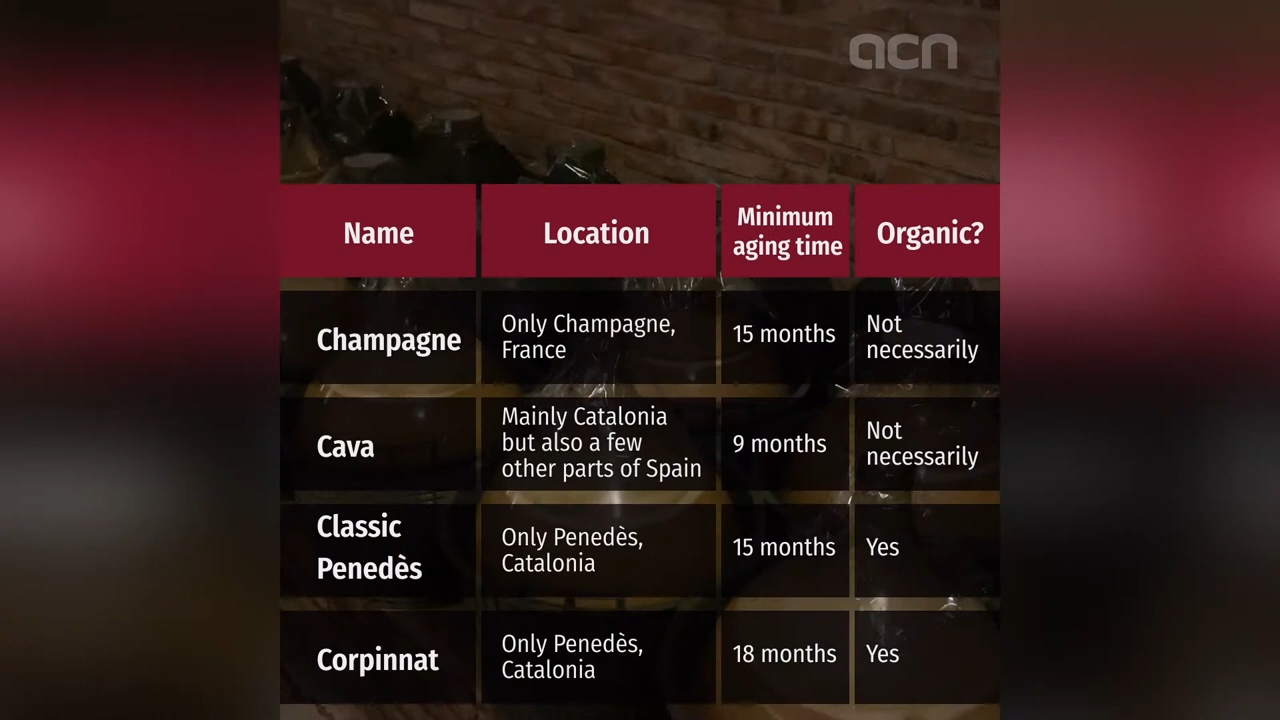 acn
Name
Location
Minimum
aging time
Organic?
Champagne
Only Champagne,
France
15 months
Not
necessarily
Cava
Mainly Catalonia
but also a few
other parts of Spain
9 months
Not
necessarily
Classic
Penedès
Only Penedès,
Catalonia
15 months
Yes
Corpinnat
Only Penedès,
Catalonia
18 months
Yes